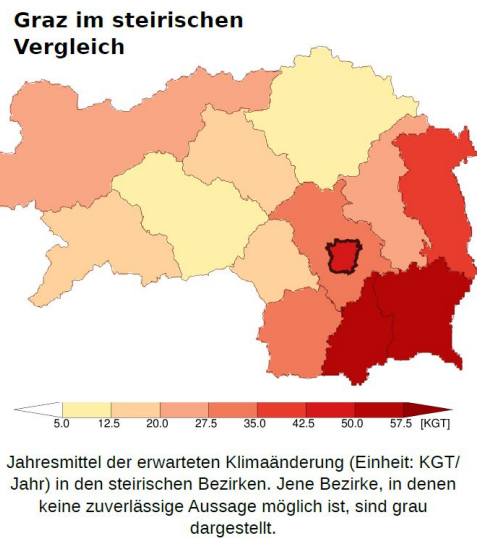 Graz im steirischen
Vergleich
5.0 12.5 20.0 27.5 35.0 42.5 50.0 57.5 [KGT]
Jahresmittel der erwarteten Klimaänderung (Einheit: KGT/
Jahr) in den steirischen Bezirken. Jene Bezirke, in denen
keine zuverlässige Aussage möglich ist, sind grau
dargestellt.